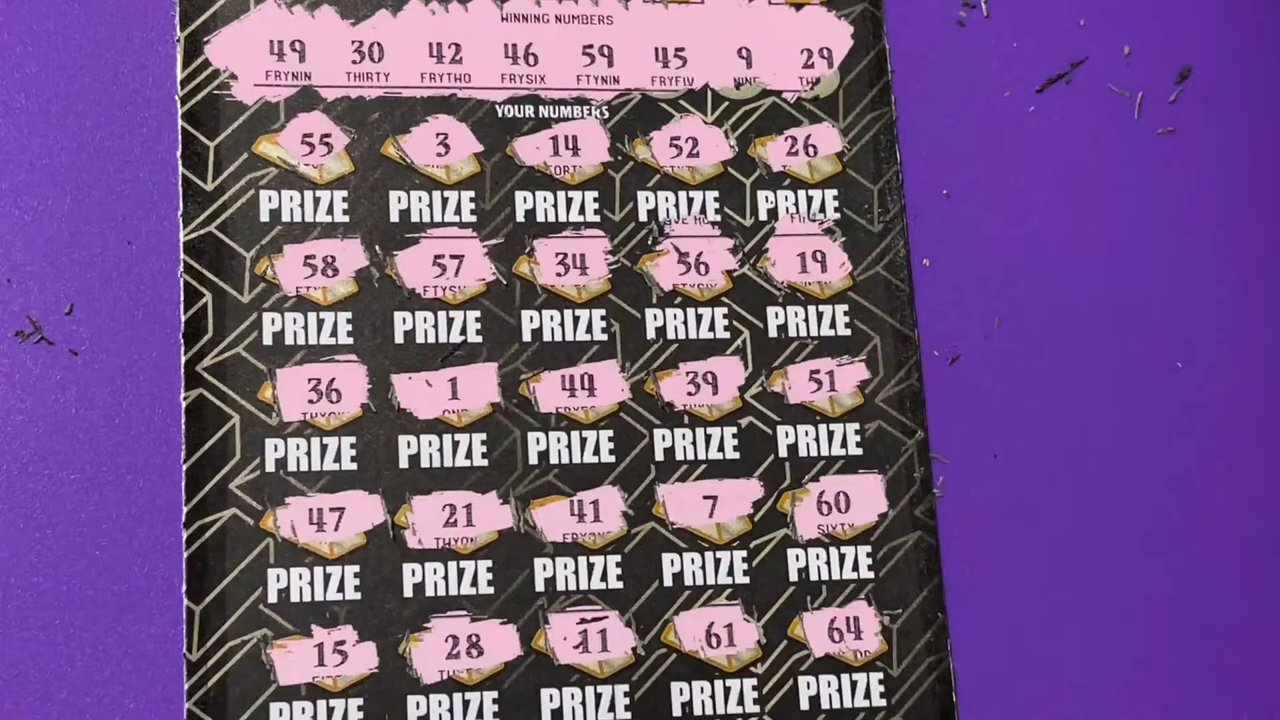 WINNING NUMBERS
49 30 42 46 59 45 9 29
FRYNIN THIRTY FRYTWO FRYSIX FTYNIN FRYFIV NINE
YOUR NUMBERS
55 3 14 52 26
PRIZE PRIZE PRIZE PRIZE PRIZE
58 57 34 56 19
PRIZE PRIZE PRIZE PRIZE PRIZE
36 1 44 39 51
ONE
PRIZE PRIZE PRIZE PRIZE PRIZE
47 21 41 7 60
SIXTY
PRIZE PRIZE PRIZE PRIZE PRIZE
15 28 11 61 64
PRIZE PRIZE PRIZE PRIZE PRIZE